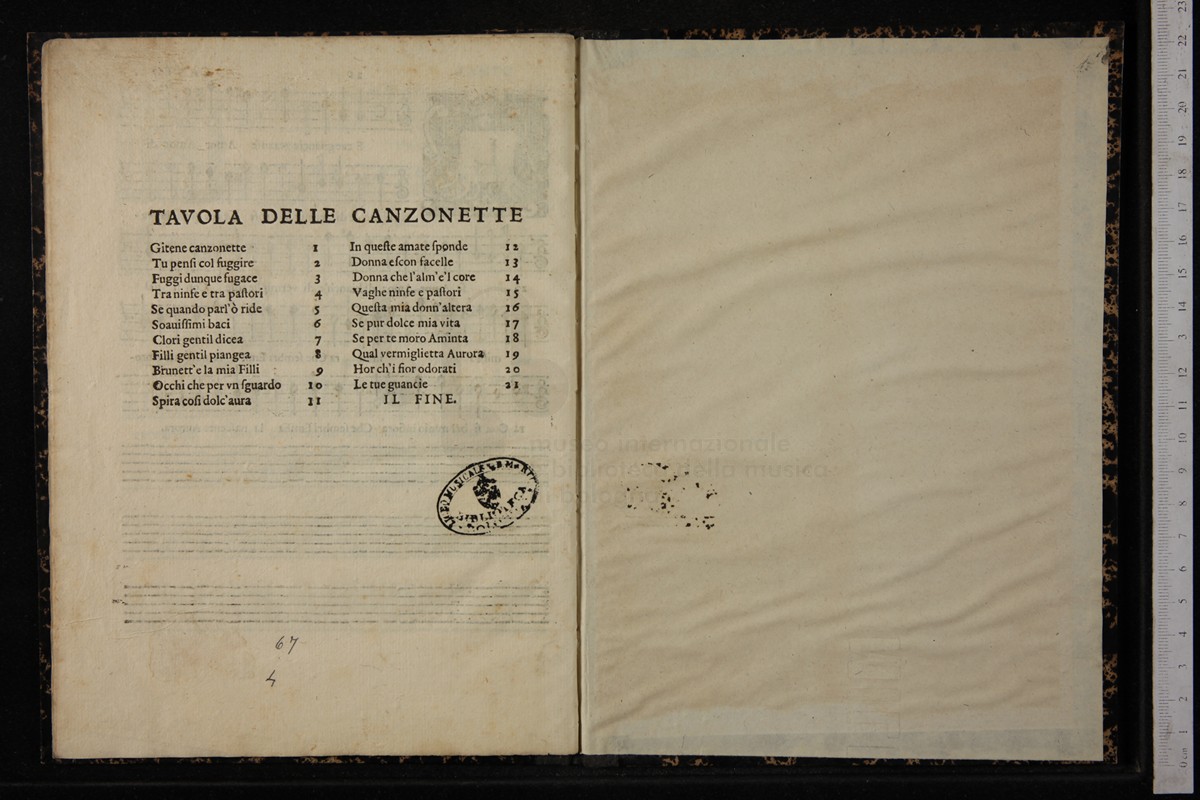 TAVOLA DELLE CANZONETTE
Gitene canzonette 1
Tu penſi col fuggire 2
Fuggi dunque fugace 3
Tra ninfe e tra paſtori 4
Se quando parl'ò ride 5
Soauiſſimi baci 6
Clori gentil dicea 7
Filli gentil piangea 8
Brunett'e la mia Filli 9
Occhi che per vn ſguardo 10
Spira coſi dolc'aura 11
In queſte amate ſponde 12
Donna eſcon facelle 13
Donna che l'alm'e'l core 14
Vaghe ninfe e paſtori 15
Queſta mia donn'altera 16
Se pur dolce mia vita 17
Se per te moro Aminta 18
Qual vermiglietta Aurora 19
Hor ch'i fior odorati 20
Le tue guancie 21
IL FINE.
67
4
museo internazionale
biblioteca della musica